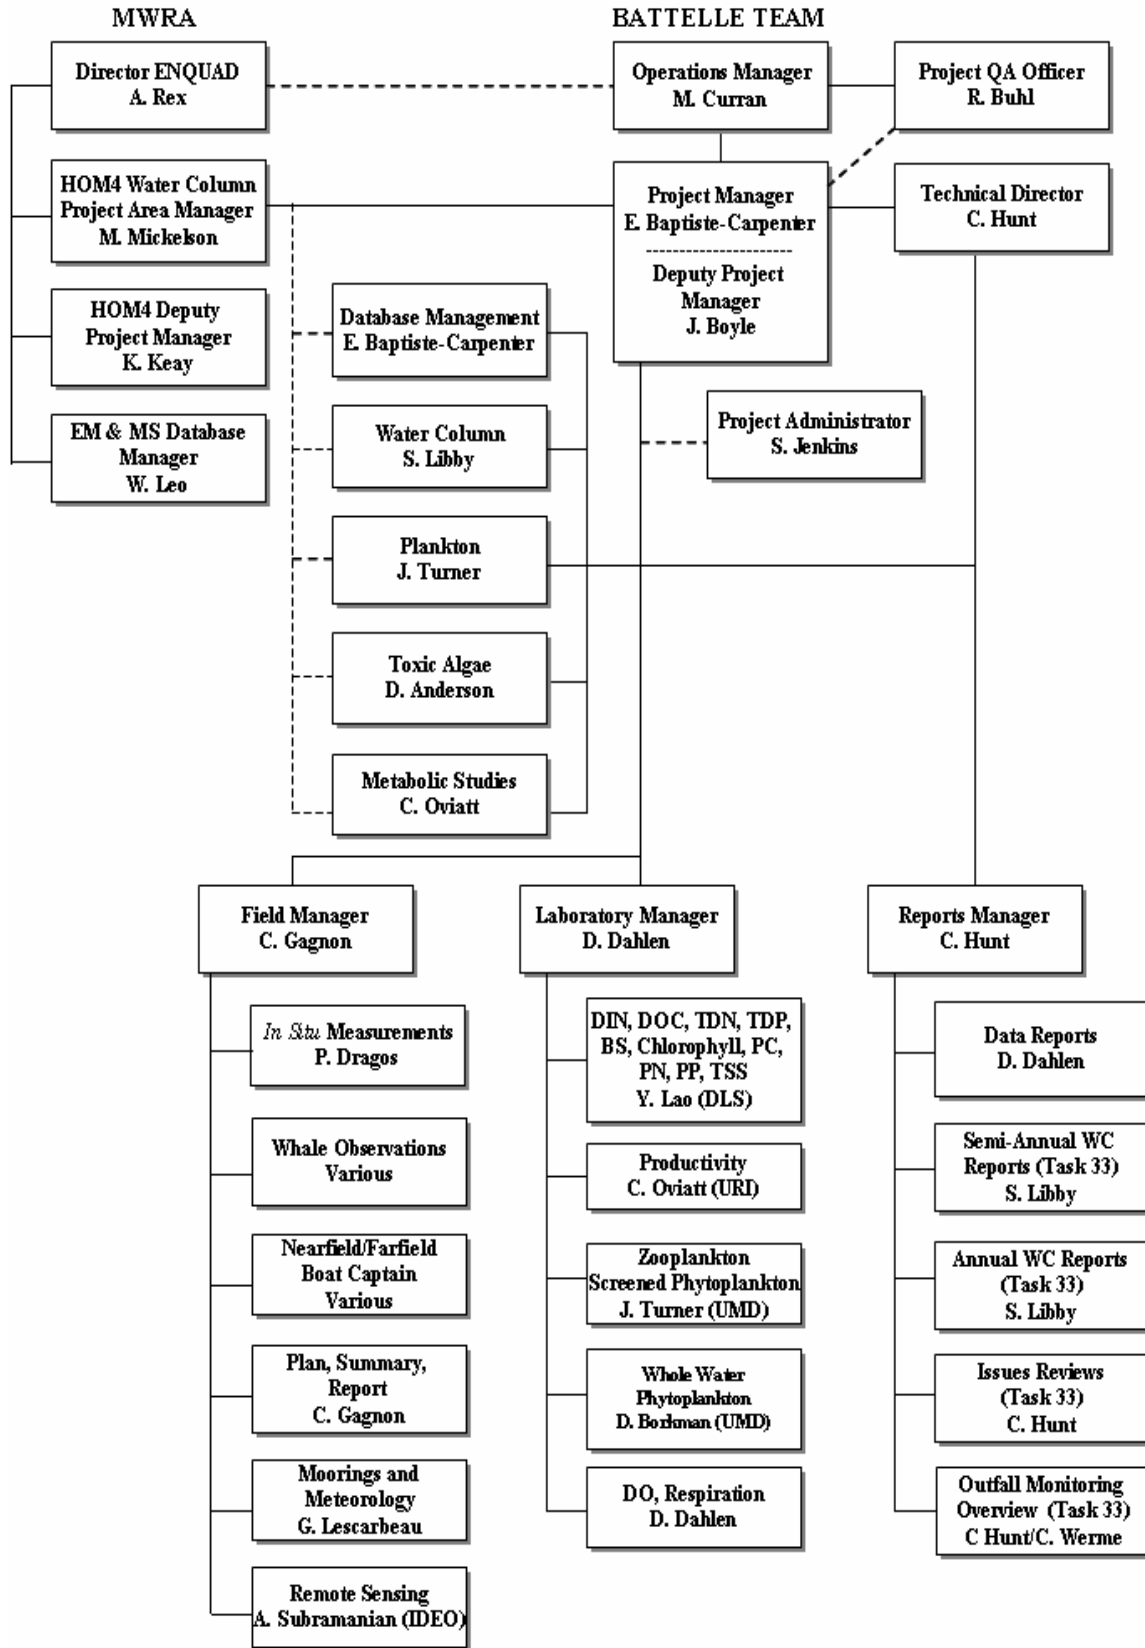 MWRA
BATTELLE TEAM
Director ENQUAD
A. Rex
Operations Manager
M. Curran
Project QA Officer
R. Buhl
HOM4 Water Column
Project Area Manager
M. Mickelson
Project Manager
E. Baptiste-Carpenter
------------------------
Deputy Project
Manager
J. Boyle
Technical Director
C. Hunt
HOM4 Deputy
Project Manager
K. Keay
Database Management
E. Baptiste-Carpenter
EM & MS Database
Manager
W. Leo
Water Column
S. Libby
Project Administrator
S. Jenkins
Plankton
J. Turner
Toxic Algae
D. Anderson
Metabolic Studies
C. Oviatt
Field Manager
C. Gagnon
Laboratory Manager
D. Dahlen
Reports Manager
C. Hunt
In Situ Measurements
P. Dragos
Whale Observations
Various
Nearfield/Farfield
Boat Captain
Various
Plan, Summary,
Report
C. Gagnon
Moorings and
Meteorology
G. Lescarbeau
Remote Sensing
A. Subramanian (IDEO)
DIN, DOC, TDN, TDP,
BS, Chlorophyll, PC,
PN, PP, TSS
Y. Lao (DLS)
Productivity
C. Oviatt (URI)
Zooplankton
Screened Phytoplankton
J. Turner (UMD)
Whole Water
Phytoplankton
D. Borkman (UMD)
DO, Respiration
D. Dahlen
Data Reports
D. Dahlen
Semi-Annual WC
Reports (Task 33)
S. Libby
Annual WC Reports
(Task 33)
S. Libby
Issues Reviews
(Task 33)
C. Hunt
Outfall Monitoring
Overview (Task 33)
C Hunt/C. Werme